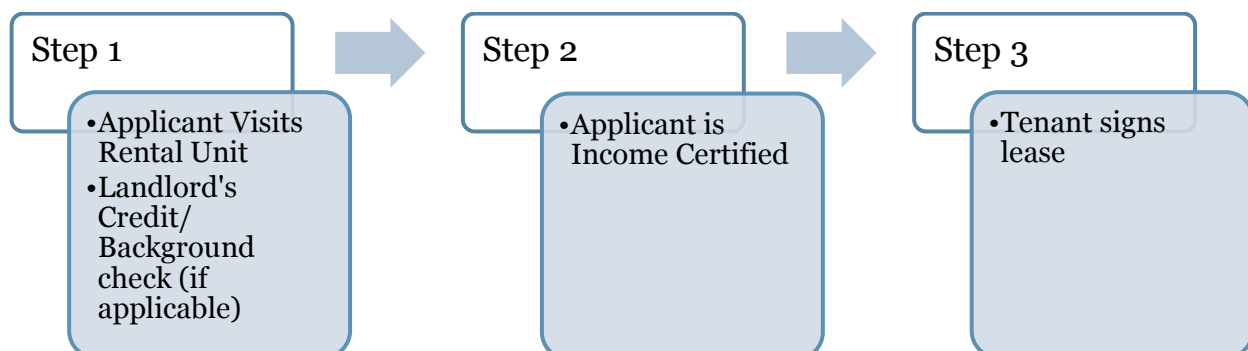 Step 1
•Applicant Visits
Rental Unit
•Landlord's
Credit/
Background
check (if
applicable)
Step 2
•Applicant is
Income Certified
Step 3
•Tenant signs
lease